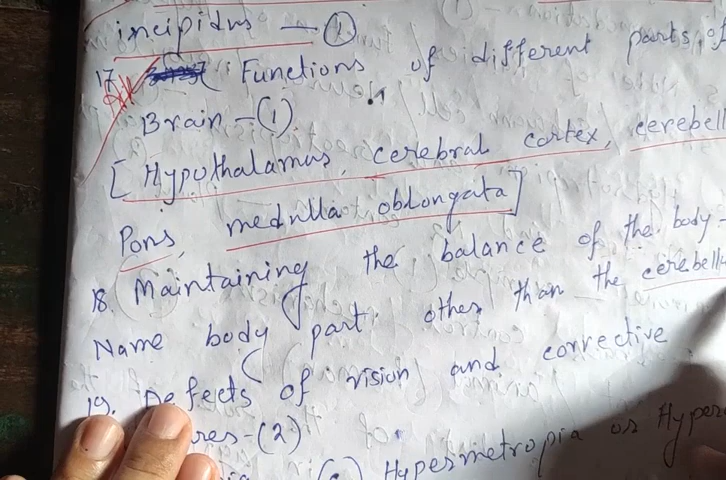 incipidus — (1)
17. Functions of different parts of
Brain - (1)
[Hypothalamus, cerebral cortex, cerebell
Pons, medulla oblongata]
18. Maintaining the balance of the body -
Name body part other than the cerebell
19. Defects of vision and corrective
res - (2)
Hypermetropia or Hyper